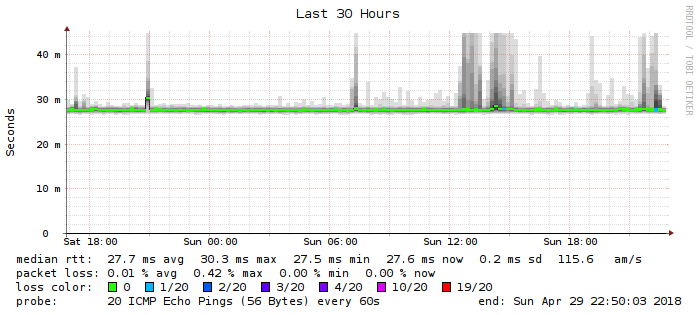 Last 30 Hours
RRDTOOL / TOBI OETIKER
Seconds
40 m
30 m
20 m
10 m
0
Sat 18:00 Sun 00:00 Sun 06:00 Sun 12:00 Sun 18:00
median rtt: 27.7 ms avg 30.3 ms max 27.5 ms min 27.6 ms now 0.2 ms sd 115.6 am/s
packet loss: 0.01 % avg 0.42 % max 0.00 % min 0.00 % now
loss color: 0 1/20 2/20 3/20 4/20 10/20 19/20
probe: 20 ICMP Echo Pings (56 Bytes) every 60s end: Sun Apr 29 22:50:03 2018